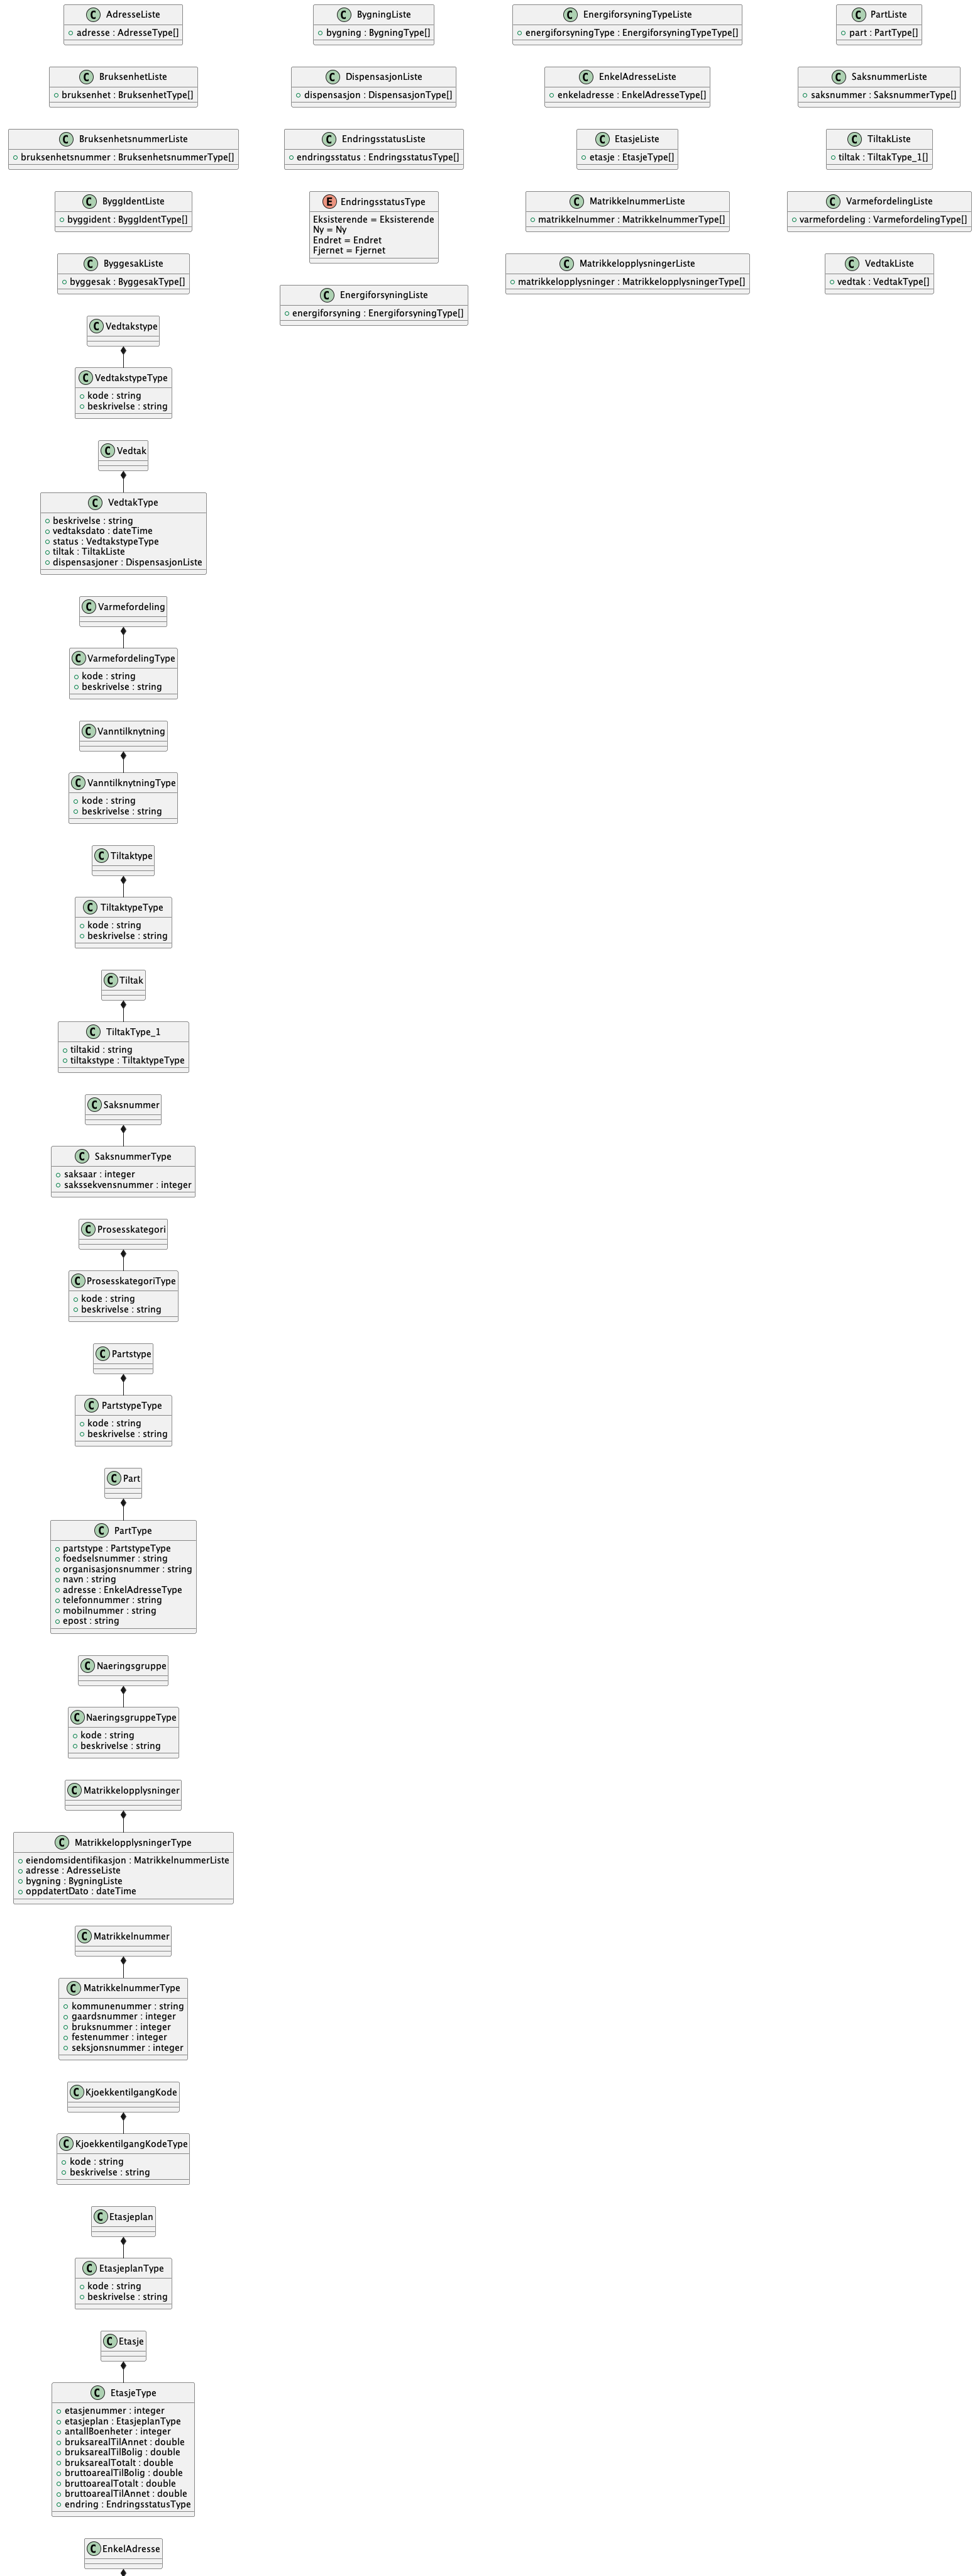 C AdresseListe
adresse : AdresseType[]
C BygningListe
bygning : BygningType[]
C EnergiforsyningTypeListe
energiforsyningType : EnergiforsyningTypeType[]
C PartListe
part : PartType[]
C BruksenhetListe
bruksenhet : BruksenhetType[]
C DispensasjonListe
dispensasjon : DispensasjonType[]
C EnkelAdresseListe
enkeladresse : EnkelAdresseType[]
C SaksnummerListe
saksnummer : SaksnummerType[]
C BruksenhetsnummerListe
bruksenhetsnummer : BruksenhetsnummerType[]
C EndringsstatusListe
endringsstatus : EndringsstatusType[]
C EtasjeListe
etasje : EtasjeType[]
C TiltakListe
tiltak : TiltakType_1[]
C ByggIdentListe
byggident : ByggIdentType[]
E EndringsstatusType
Eksisterende = Eksisterende
Ny = Ny
Endret = Endret
Fjernet = Fjernet
C MatrikkelnummerListe
matrikkelnummer : MatrikkelnummerType[]
C VarmefordelingListe
varmefordeling : VarmefordelingType[]
C ByggesakListe
byggesak : ByggesakType[]
C EnergiforsyningListe
energiforsyning : EnergiforsyningType[]
C MatrikkelopplysningerListe
matrikkelopplysninger : MatrikkelopplysningerType[]
C VedtakListe
vedtak : VedtakType[]
C Vedtakstype
C VedtakstypeType
kode : string
beskrivelse : string
C Vedtak
C VedtakType
beskrivelse : string
vedtaksdato : dateTime
status : VedtakstypeType
tiltak : TiltakListe
dispensasjoner : DispensasjonListe
C Varmefordeling
C VarmefordelingType
kode : string
beskrivelse : string
C Vanntilknytning
C VanntilknytningType
kode : string
beskrivelse : string
C Tiltaktype
C TiltaktypeType
kode : string
beskrivelse : string
C Tiltak
C TiltakType_1
tiltakid : string
tiltakstype : TiltaktypeType
C Saksnummer
C SaksnummerType
saksaar : integer
sakssekvensnummer : integer
C Prosesskategori
C ProsesskategoriType
kode : string
beskrivelse : string
C Partstype
C PartstypeType
kode : string
beskrivelse : string
C Part
C PartType
partstype : PartstypeType
foedselsnummer : string
organisasjonsnummer : string
navn : string
adresse : EnkelAdresseType
telefonnummer : string
mobilnummer : string
epost : string
C Naeringsgruppe
C NaeringsgruppeType
kode : string
beskrivelse : string
C Matrikkelopplysninger
C MatrikkelopplysningerType
eiendomsidentifikasjon : MatrikkelnummerListe
adresse : AdresseListe
bygning : BygningListe
oppdatertDato : dateTime
C Matrikkelnummer
C MatrikkelnummerType
kommunenummer : string
gaardsnummer : integer
bruksnummer : integer
festenummer : integer
seksjonsnummer : integer
C KjoekkentilgangKode
C KjoekkentilgangKodeType
kode : string
beskrivelse : string
C Etasjeplan
C EtasjeplanType
kode : string
beskrivelse : string
C Etasje
C EtasjeType
etasjenummer : integer
etasjeplan : EtasjeplanType
antallBoenheter : integer
bruksarealTilAnnet : double
bruksarealTilBolig : double
bruksarealTotalt : double
bruttoarealTilBolig : double
bruttoarealTotalt : double
bruttoarealTilAnnet : double
endring : EndringsstatusType
C EnkelAdresse